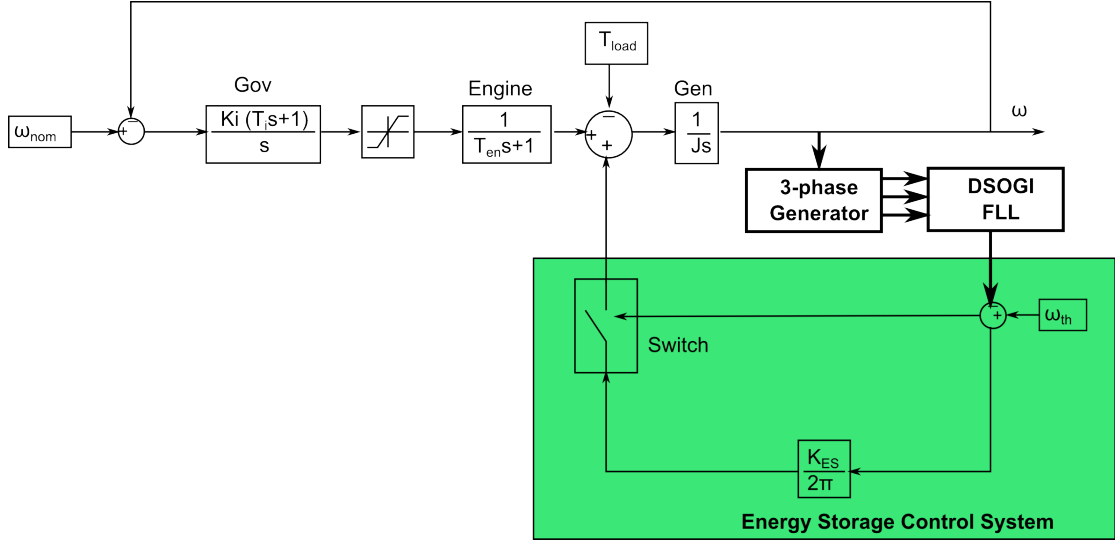 T_load
Gov
Engine
Gen
ω_nom
+
−
Ki (T_i s+1)
s
1
T_en s+1
+
−
+
1
Js
ω
3-phase
Generator
DSOGI
FLL
−
+
ω_th
Switch
K_ES
2π
Energy Storage Control System